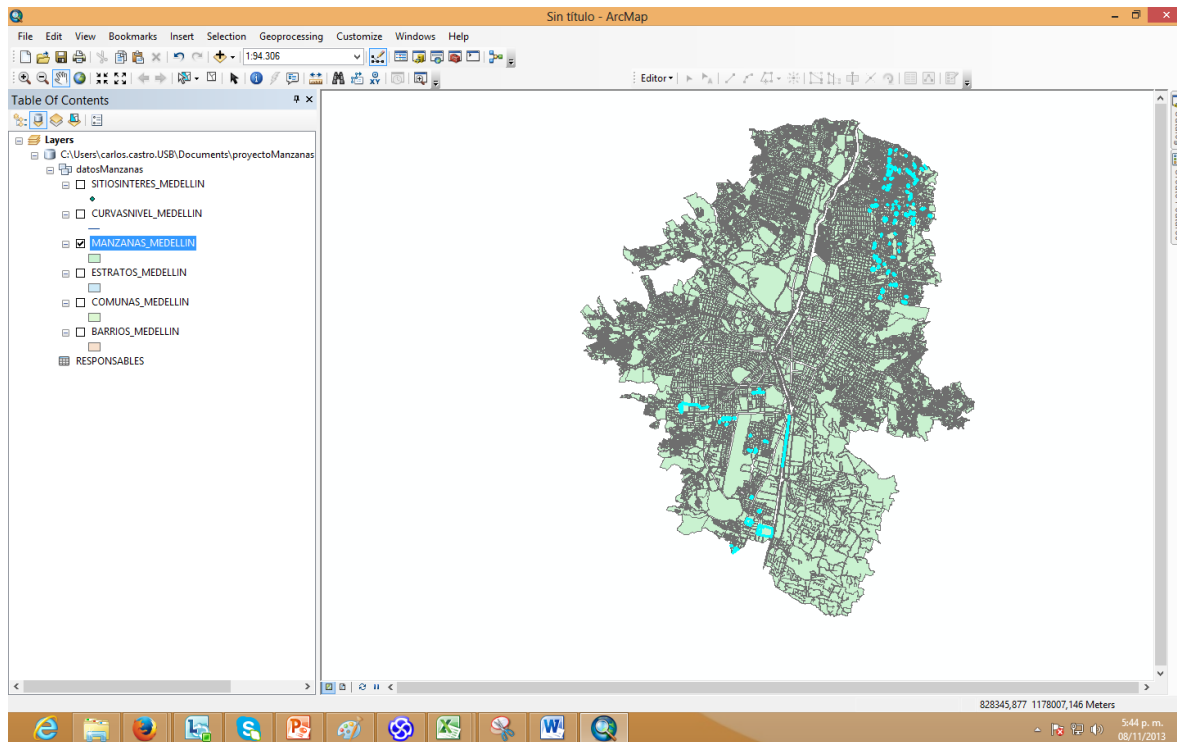 Sin título - ArcMap
File Edit View Bookmarks Insert Selection Geoprocessing Customize Windows Help
1:94.306
Editor
Table Of Contents
Layers
C:\Users\carlos.castro.USB\Documents\proyectoManzanas
datosManzanas
SITIOSINTERES_MEDELLIN
CURVASNIVEL_MEDELLIN
MANZANAS_MEDELLIN
ESTRATOS_MEDELLIN
COMUNAS_MEDELLIN
BARRIOS_MEDELLIN
RESPONSABLES
828345,877 1178007,146 Meters
5:44 p. m.
08/11/2013